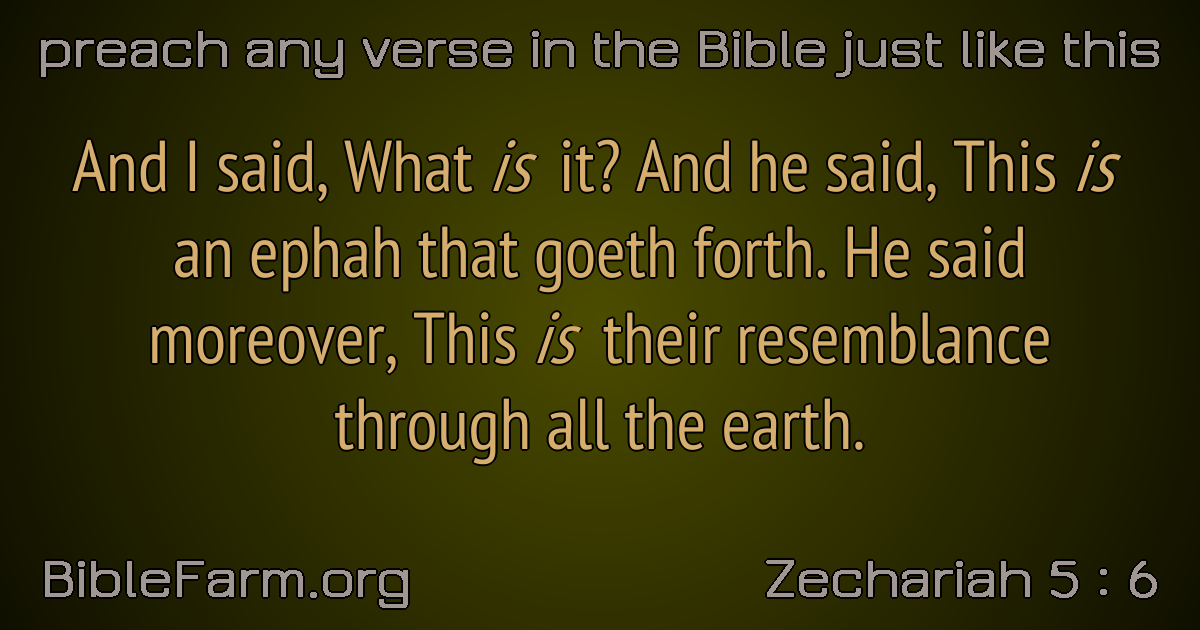 preach any verse in the Bible just like this
And I said, What is it? And he said, This is
an ephah that goeth forth. He said
moreover, This is their resemblance
through all the earth.
BibleFarm.org
Zechariah 5 : 6